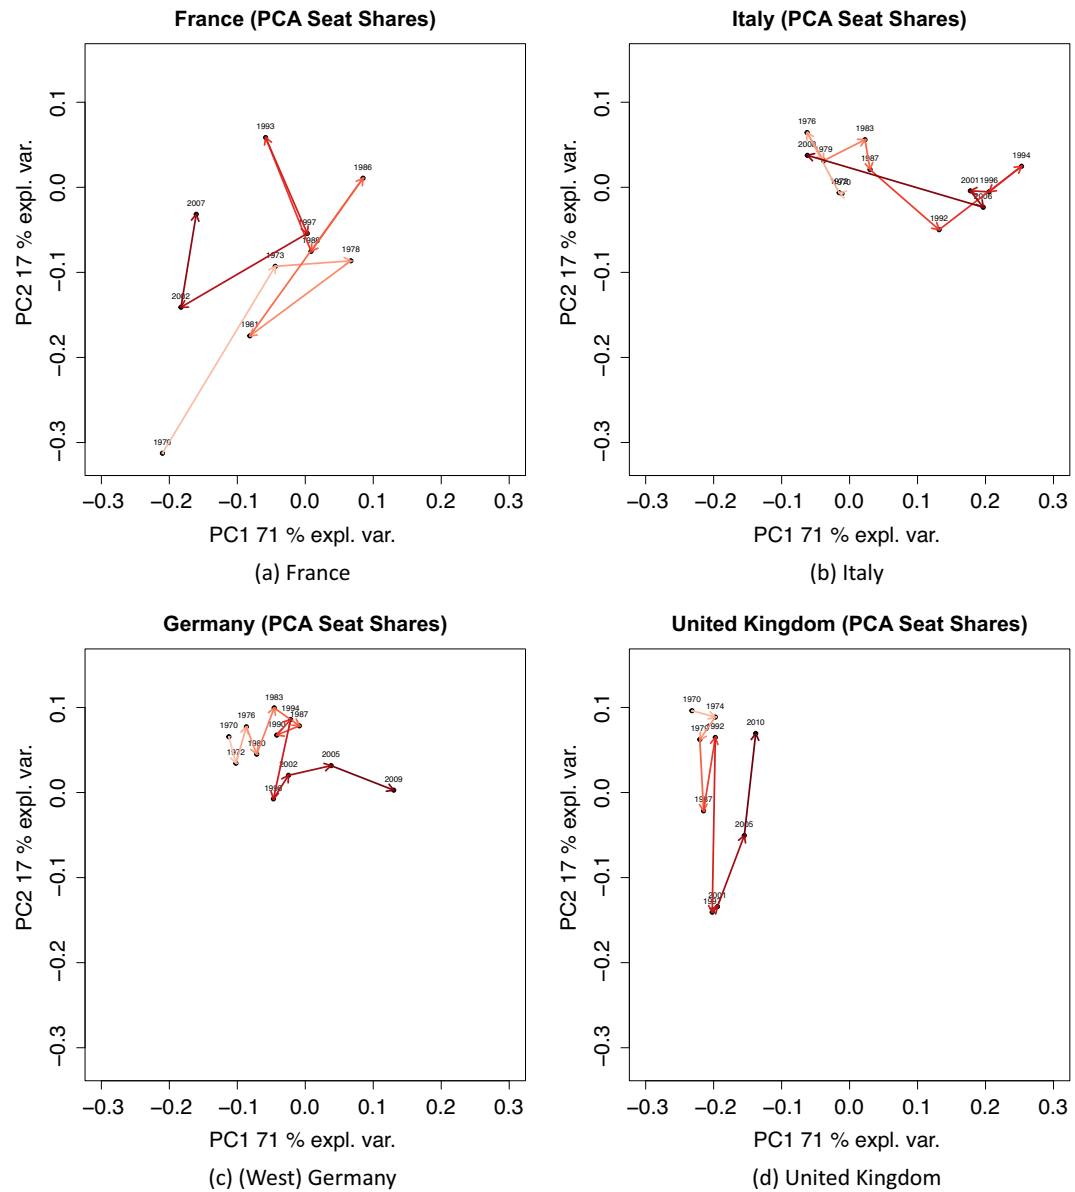 France (PCA Seat Shares)
PC2 17 % expl. var.
0.1
0.0
−0.1
−0.2
−0.3
1993
1986
2007
1997
1973
1978
1981
−0.3 −0.2 −0.1 0.0 0.1 0.2 0.3
PC1 71 % expl. var.
(a) France
Italy (PCA Seat Shares)
PC2 17 % expl. var.
0.1
0.0
−0.1
−0.2
−0.3
1976
1983
1979
1987
1994
2001
1996
2006
1992
−0.3 −0.2 −0.1 0.0 0.1 0.2 0.3
PC1 71 % expl. var.
(b) Italy
Germany (PCA Seat Shares)
PC2 17 % expl. var.
0.1
0.0
−0.1
−0.2
−0.3
1983
1994
1987
1976
1970
1990
1980
1972
2002
2005
2009
−0.3 −0.2 −0.1 0.0 0.1 0.2 0.3
PC1 71 % expl. var.
(c) (West) Germany
United Kingdom (PCA Seat Shares)
PC2 17 % expl. var.
0.1
0.0
−0.1
−0.2
−0.3
1970
1974
1979
1992
2010
1987
2005
2001
1997
−0.3 −0.2 −0.1 0.0 0.1 0.2 0.3
PC1 71 % expl. var.
(d) United Kingdom